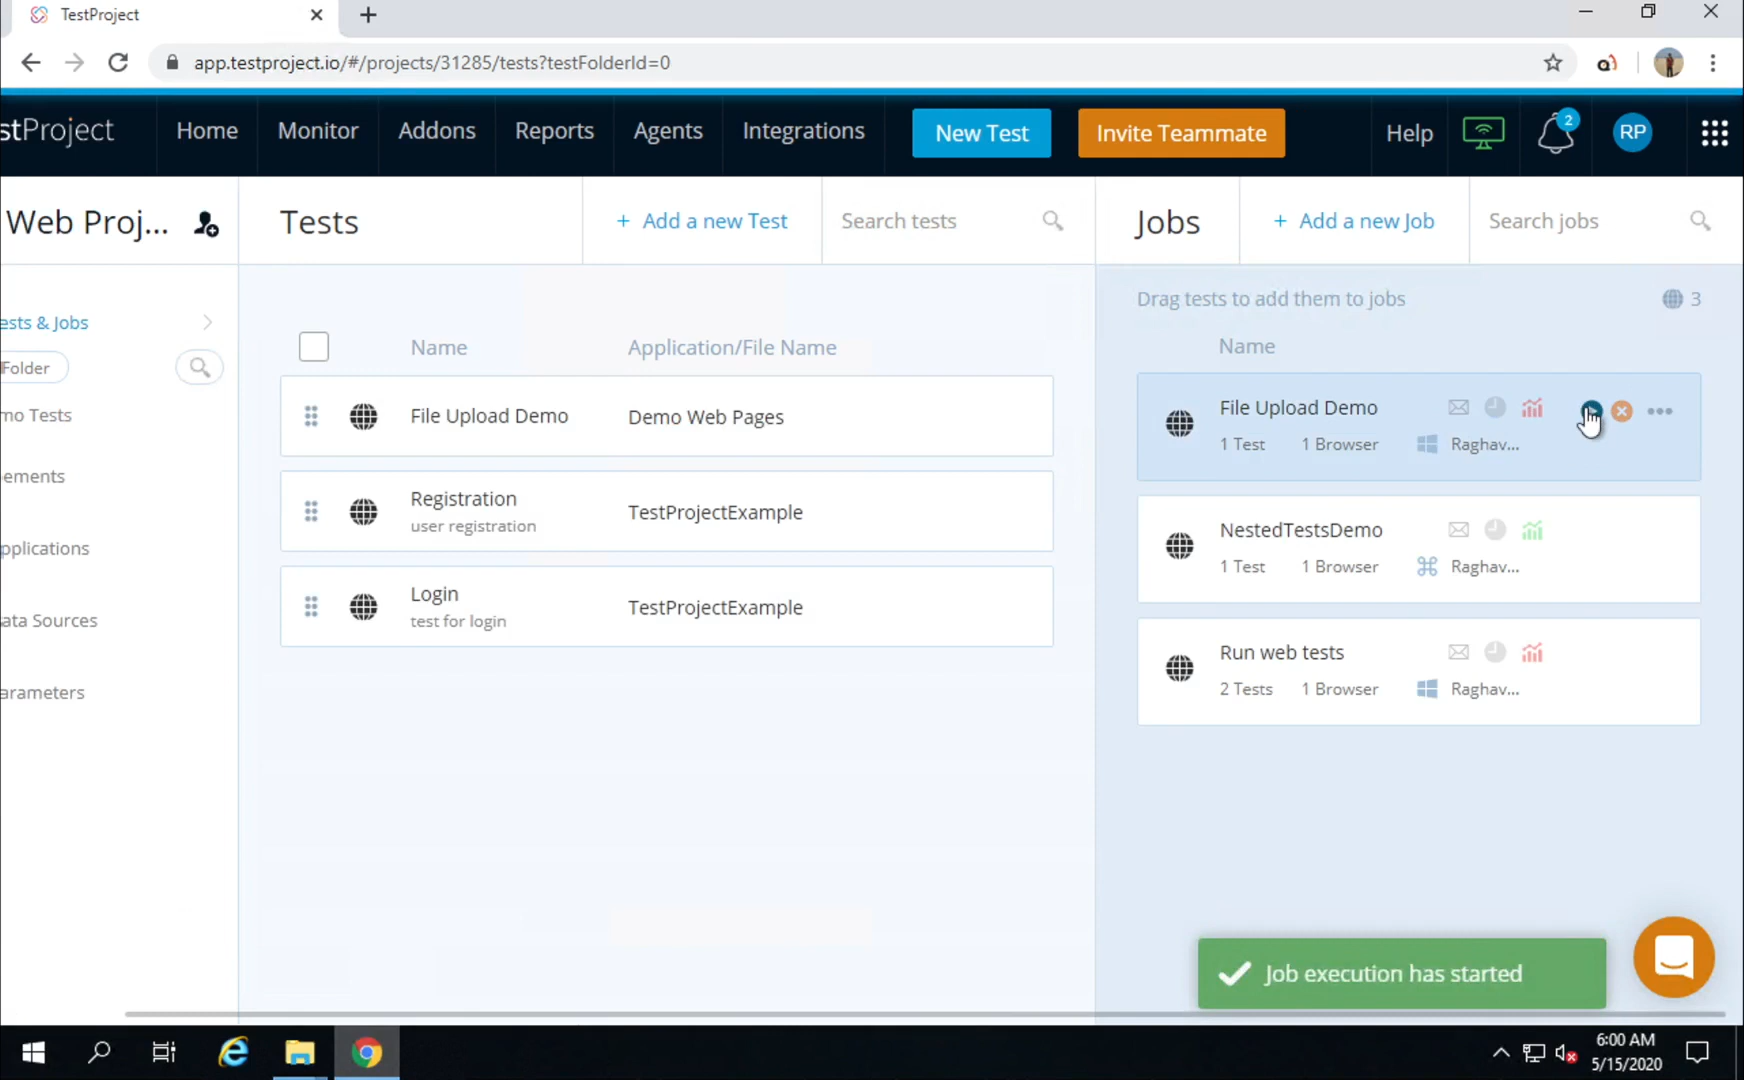 TestProject
app.testproject.io/#/projects/31285/tests?testFolderId=0
stProject
Home
Monitor
Addons
Reports
Agents
Integrations
New Test
Invite Teammate
Help
2
RP
Web Proj...
Tests
+ Add a new Test
Search tests
Jobs
+ Add a new Job
Search jobs
ests & Jobs
Folder
mo Tests
ements
pplications
ata Sources
arameters
Name
Application/File Name
File Upload Demo
Demo Web Pages
Registration
user registration
TestProjectExample
Login
test for login
TestProjectExample
Drag tests to add them to jobs
3
Name
File Upload Demo
1 Test
1 Browser
Raghav...
NestedTestsDemo
1 Test
1 Browser
Raghav...
Run web tests
2 Tests
1 Browser
Raghav...
Job execution has started
6:00 AM
5/15/2020